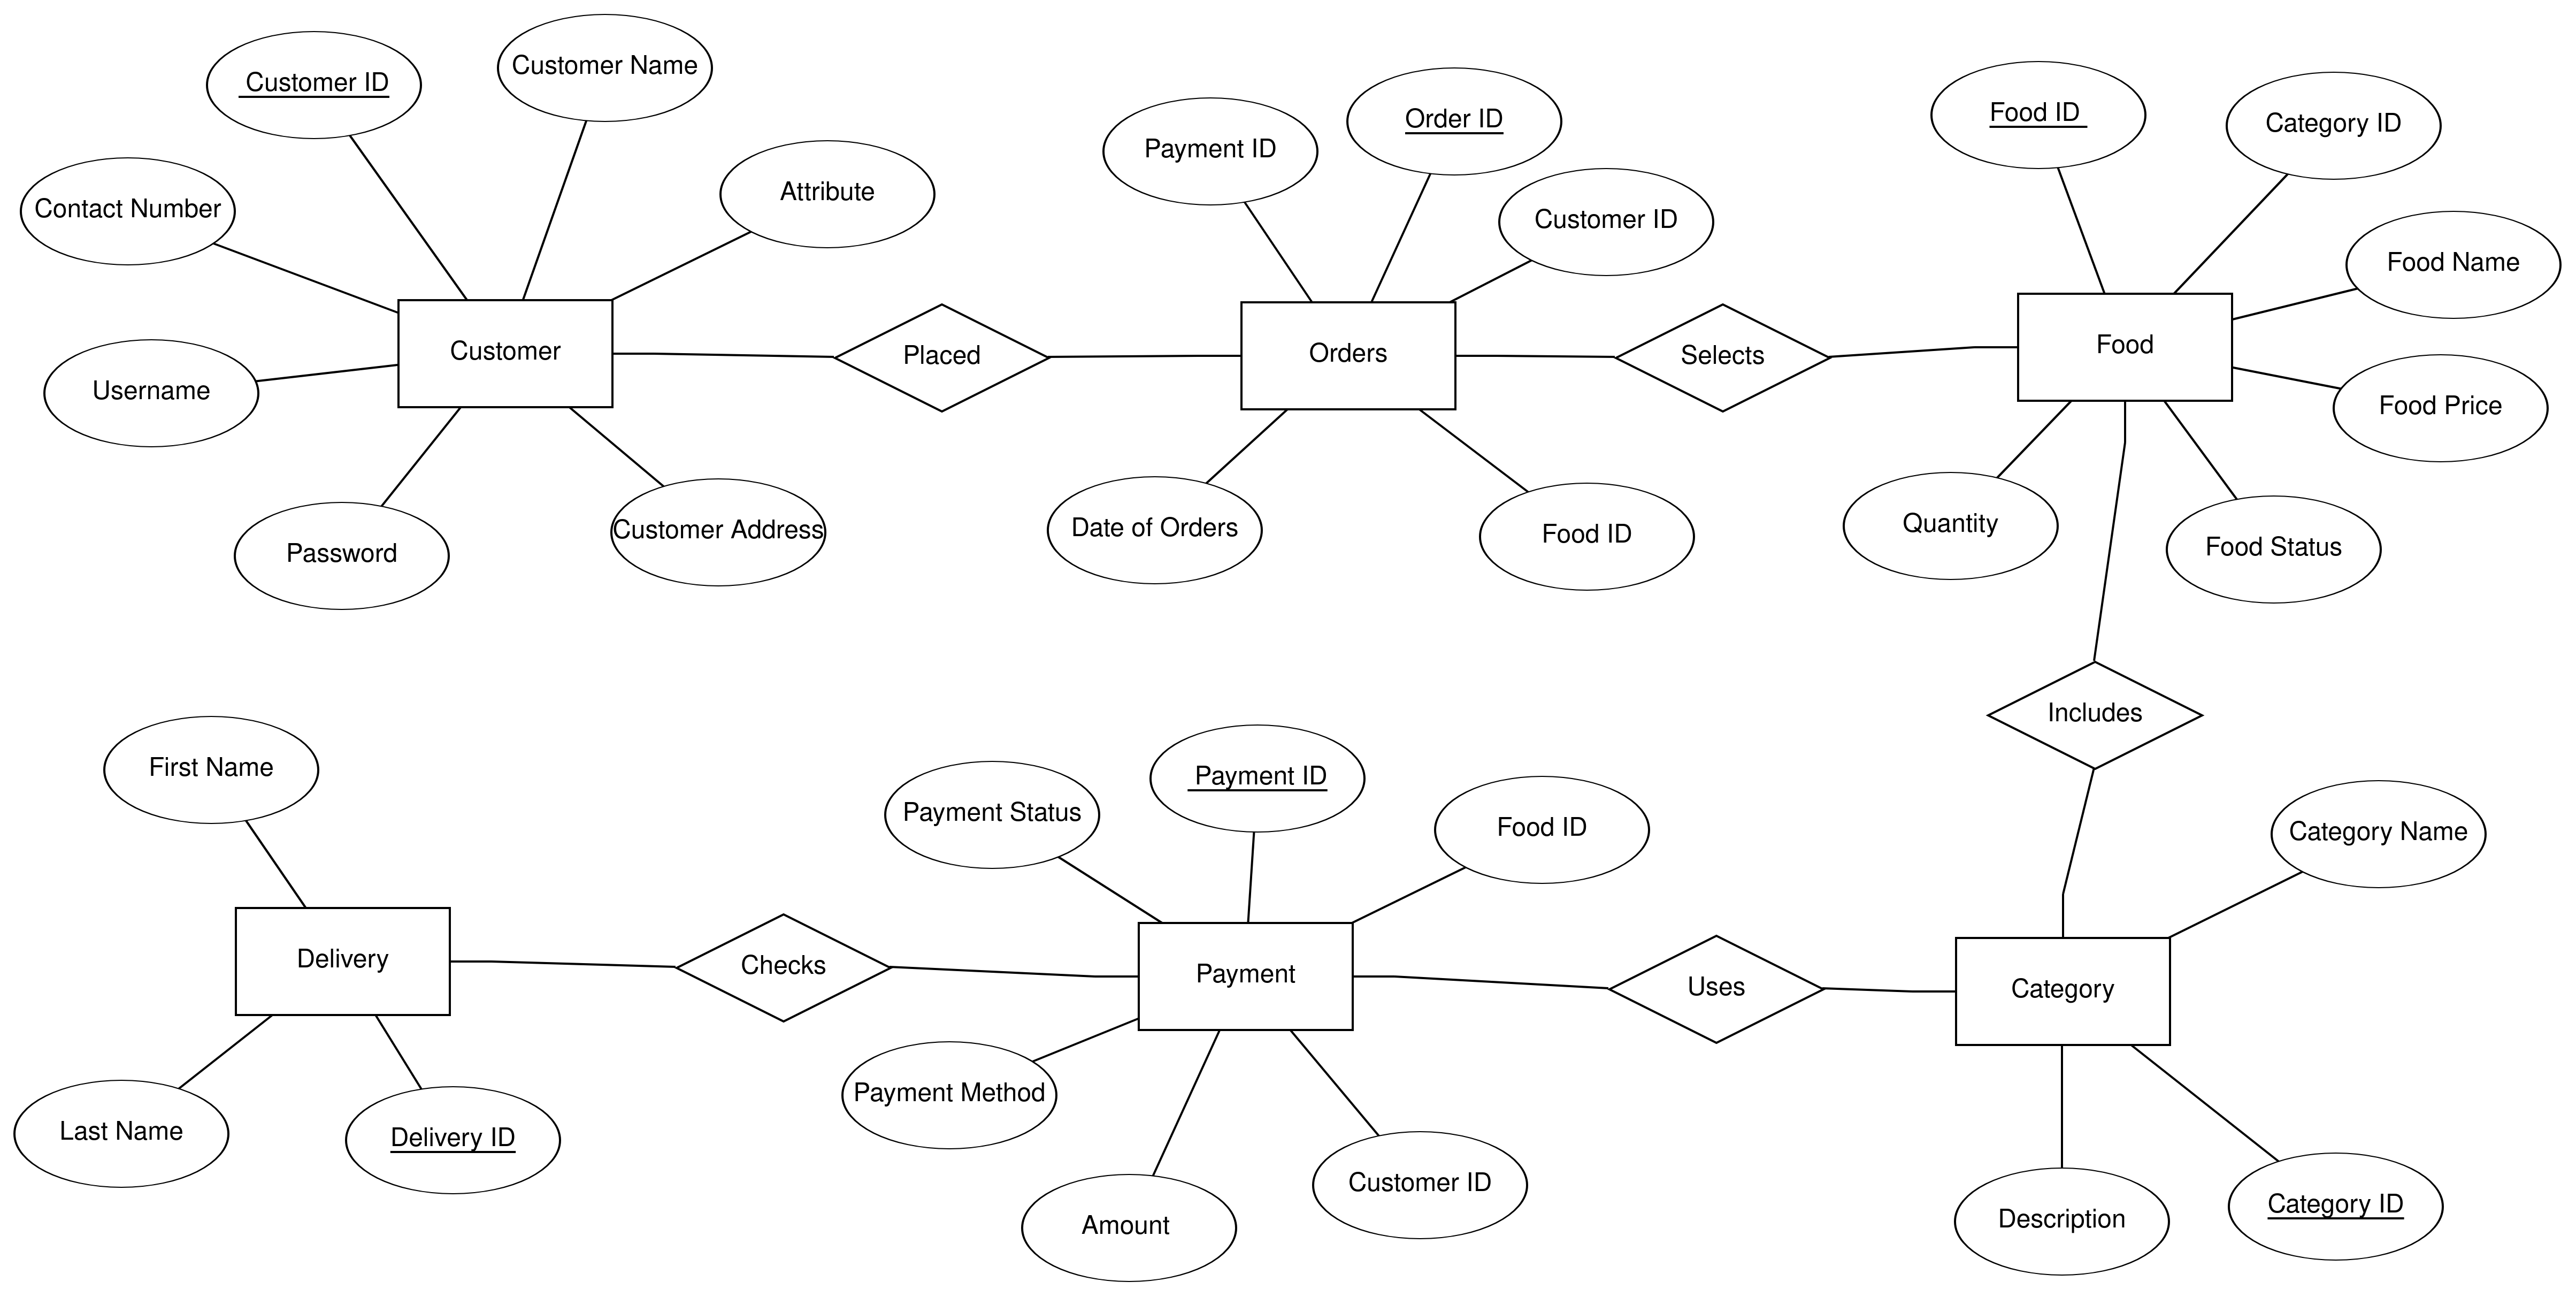 Customer ID
Customer Name
Attribute
Contact Number
Username
Password
Customer Address
Customer
Placed
Payment ID
Order ID
Customer ID
Orders
Date of Orders
Food ID
Selects
Food ID
Category ID
Food Name
Food Price
Food
Quantity
Food Status
Includes
First Name
Delivery
Last Name
Delivery ID
Checks
Payment Status
Payment ID
Food ID
Payment
Payment Method
Amount
Customer ID
Uses
Category Name
Category
Description
Category ID